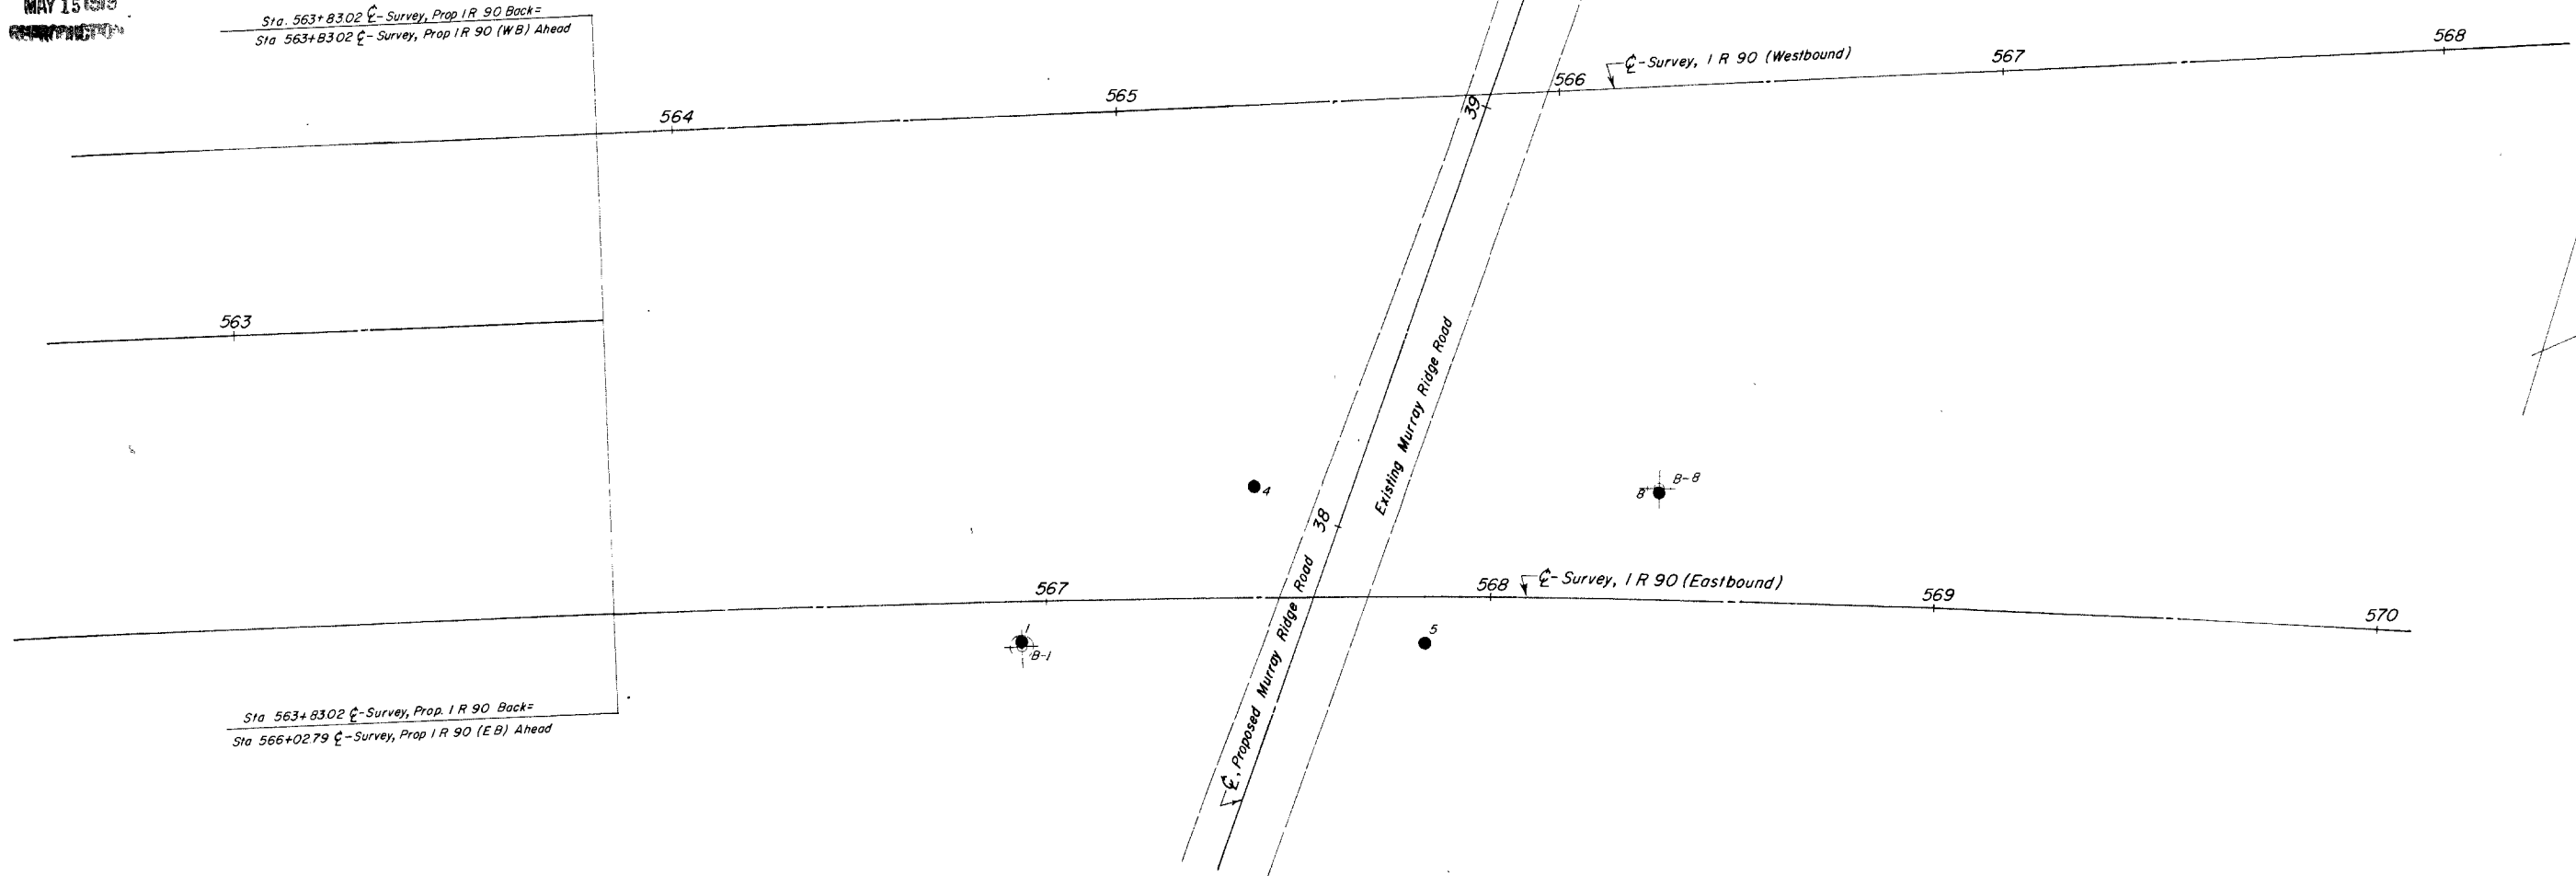 MAY 15
Sta. 563+83.02 ℄-Survey, Prop I R 90 Back=
Sta 563+83.02 ℄-Survey, Prop I R 90 (WB) Ahead
568
℄-Survey, I R 90 (Westbound)
567
566
565
39
564
563
Existing Murray Ridge Road
4
8
B-8
38
℄, Proposed Murray Ridge Road
567
568
℄-Survey, I R 90 (Eastbound)
569
570
1
B-1
5
Sta 563+83.02 ℄-Survey, Prop. I R 90 Back=
Sta 566+02.79 ℄-Survey, Prop I R 90 (EB) Ahead